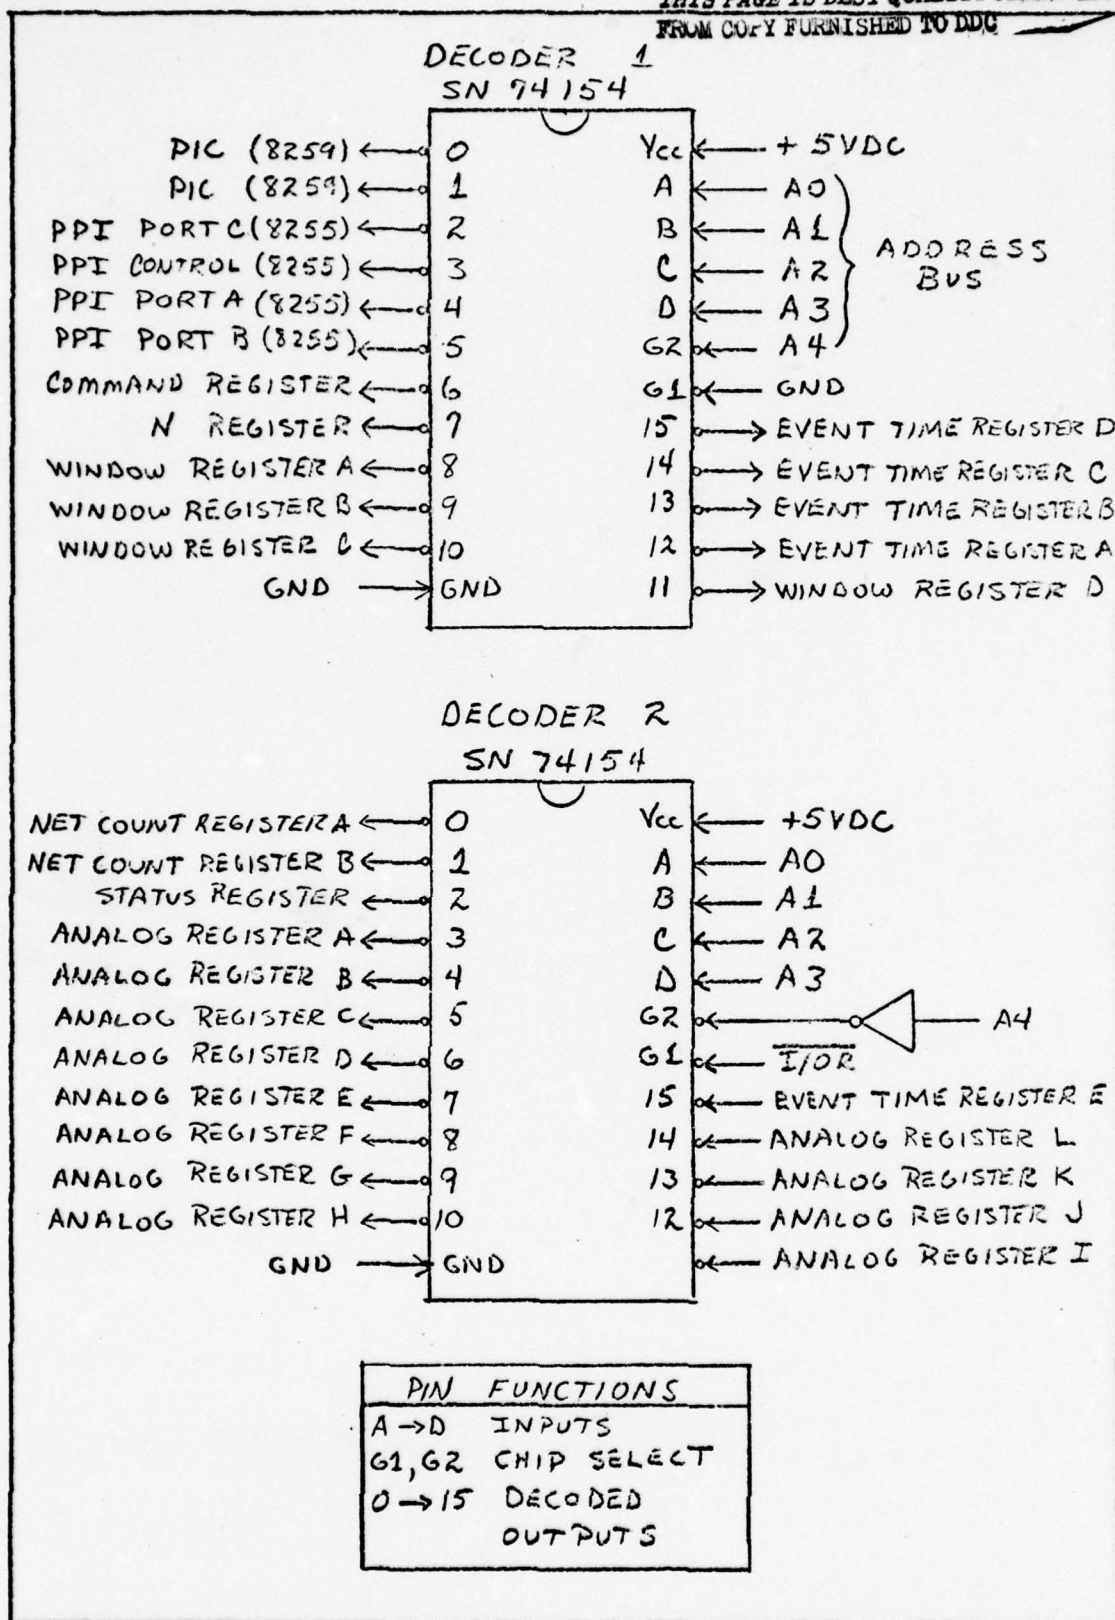 THIS PAGE IS BEST
FROM COPY FURNISHED TO DDC
DECODER 1
SN 74154
PIC (8259) 0 Vcc + 5VDC
PIC (8259) 1 A A0
PPI PORT C (8255) 2 B A1
ADDRESS
BUS
PPI CONTROL (8255) 3 C A2
PPI PORT A (8255) 4 D A3
PPI PORT B (8255) 5 G2 A4
COMMAND REGISTER 6 G1 GND
N REGISTER 7 15 EVENT TIME REGISTER D
WINDOW REGISTER A 8 14 EVENT TIME REGISTER C
WINDOW REGISTER B 9 13 EVENT TIME REGISTER B
WINDOW REGISTER C 10 12 EVENT TIME REGISTER A
GND GND 11 WINDOW REGISTER D
DECODER 2
SN 74154
NET COUNT REGISTER A 0 Vcc +5VDC
NET COUNT REGISTER B 1 A A0
STATUS REGISTER 2 B A1
ANALOG REGISTER A 3 C A2
ANALOG REGISTER B 4 D A3
ANALOG REGISTER C 5 G2 A4
ANALOG REGISTER D 6 G1 I/OR
ANALOG REGISTER E 7 15 EVENT TIME REGISTER E
ANALOG REGISTER F 8 14 ANALOG REGISTER L
ANALOG REGISTER G 9 13 ANALOG REGISTER K
ANALOG REGISTER H 10 12 ANALOG REGISTER J
GND GND ANALOG REGISTER I
PIN FUNCTIONS
A → D INPUTS
G1, G2 CHIP SELECT
0 → 15 DECODED
OUTPUTS